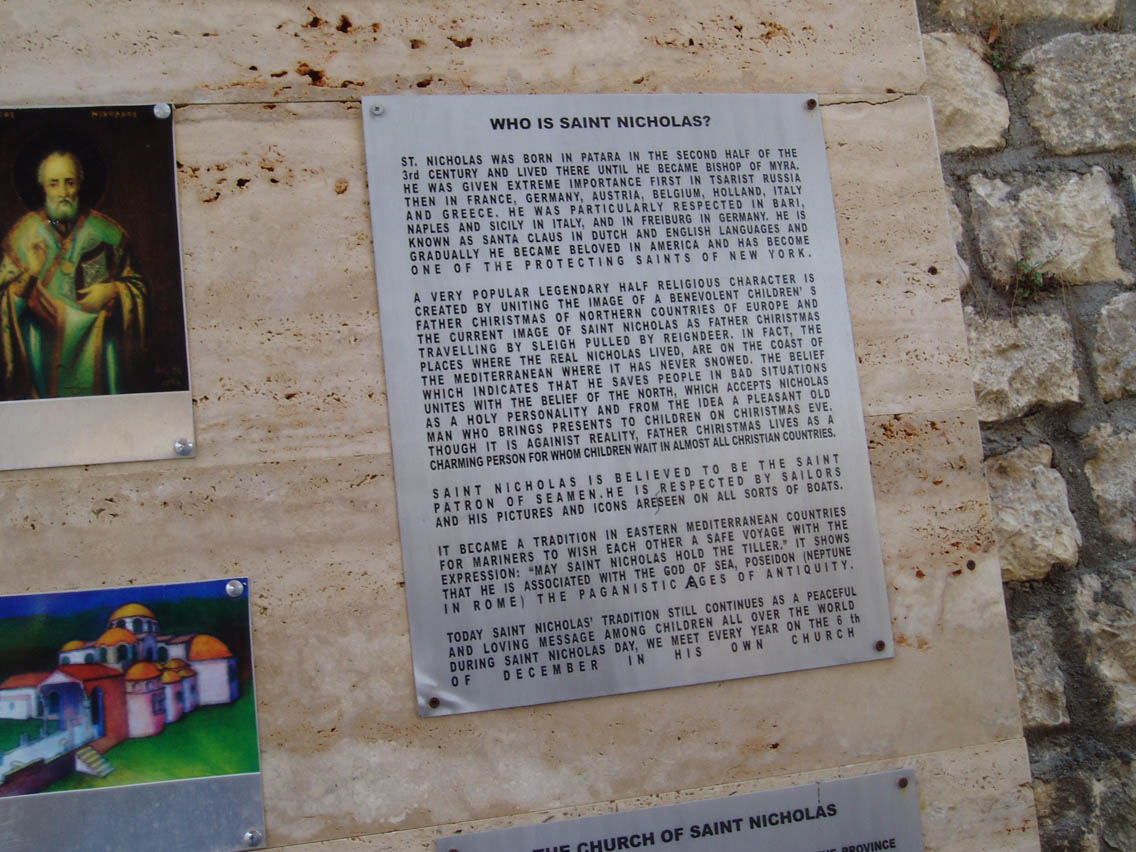 WHO IS SAINT NICHOLAS?
ST. NICHOLAS WAS BORN IN PATARA IN THE SECOND HALF OF THE
3rd CENTURY AND LIVED THERE UNTIL HE BECAME BISHOP OF MYRA.
HE WAS GIVEN EXTREME IMPORTANCE FIRST IN TSARIST RUSSIA
THEN IN FRANCE, GERMANY, AUSTRIA, BELGIUM, HOLLAND, ITALY
AND GREECE. HE WAS PARTICULARLY RESPECTED IN BARI,
NAPLES AND SICILY IN ITALY, AND IN FREIBURG IN GERMANY. HE IS
KNOWN AS SANTA CLAUS IN DUTCH AND ENGLISH LANGUAGES AND
GRADUALLY HE BECAME BELOVED IN AMERICA AND HAS BECOME
ONE OF THE PROTECTING SAINTS OF NEW YORK.
A VERY POPULAR LEGENDARY HALF RELIGIOUS CHARACTER IS
CREATED BY UNITING THE IMAGE OF A BENEVOLENT CHILDREN' S
FATHER CHIRISTMAS OF NORTHERN COUNTRIES OF EUROPE AND
THE CURRENT IMAGE OF SAINT NICHOLAS AS FATHER CHIRISTMAS
TRAVELLING BY SLEIGH PULLED BY REIGNDEER. IN FACT, THE
PLACES WHERE THE REAL NICHOLAS LIVED, ARE ON THE COAST OF
THE MEDITERRANEAN WHERE IT HAS NEVER SNOWED. THE BELIEF
WHICH INDICATES THAT HE SAVES PEOPLE IN BAD SITUATIONS
UNITES WITH THE BELIEF OF THE NORTH, WHICH ACCEPTS NICHOLAS
AS A HOLY PERSONALITY AND FROM THE IDEA A PLEASANT OLD
MAN WHO BRINGS PRESENTS TO CHILDREN ON CHIRISTMAS EVE.
THOUGH IT IS AGAINIST REALITY, FATHER CHIRISTMAS LIVES AS A
CHARMING PERSON FOR WHOM CHILDREN WAIT IN ALMOST ALL CHRISTIAN COUNTRIES.
SAINT NICHOLAS IS BELIEVED TO BE THE SAINT
PATRON OF SEAMEN.HE IS RESPECTED BY SAILORS
AND HIS PICTURES AND ICONS ARESEEN ON ALL SORTS OF BOATS.
IT BECAME A TRADITION IN EASTERN MEDITERRANEAN COUNTRIES
FOR MARINERS TO WISH EACH OTHER A SAFE VOYAGE WITH THE
EXPRESSION: "MAY SAINT NICHOLAS HOLD THE TILLER." IT SHOWS
THAT HE IS ASSOCIATED WITH THE GOD OF SEA, POSEIDON (NEPTUNE
IN ROME) THE PAGANISTIC AGES OF ANTIQUITY.
TODAY SAINT NICHOLAS' TRADITION STILL CONTINUES AS A PEACEFUL
AND LOVING MESSAGE AMONG CHILDREN ALL OVER THE WORLD
DURING SAINT NICHOLAS DAY, WE MEET EVERY YEAR ON THE 6 th
OF DECEMBER IN HIS OWN CHURCH
THE CHURCH OF SAINT NICHOLAS
PROVINCE